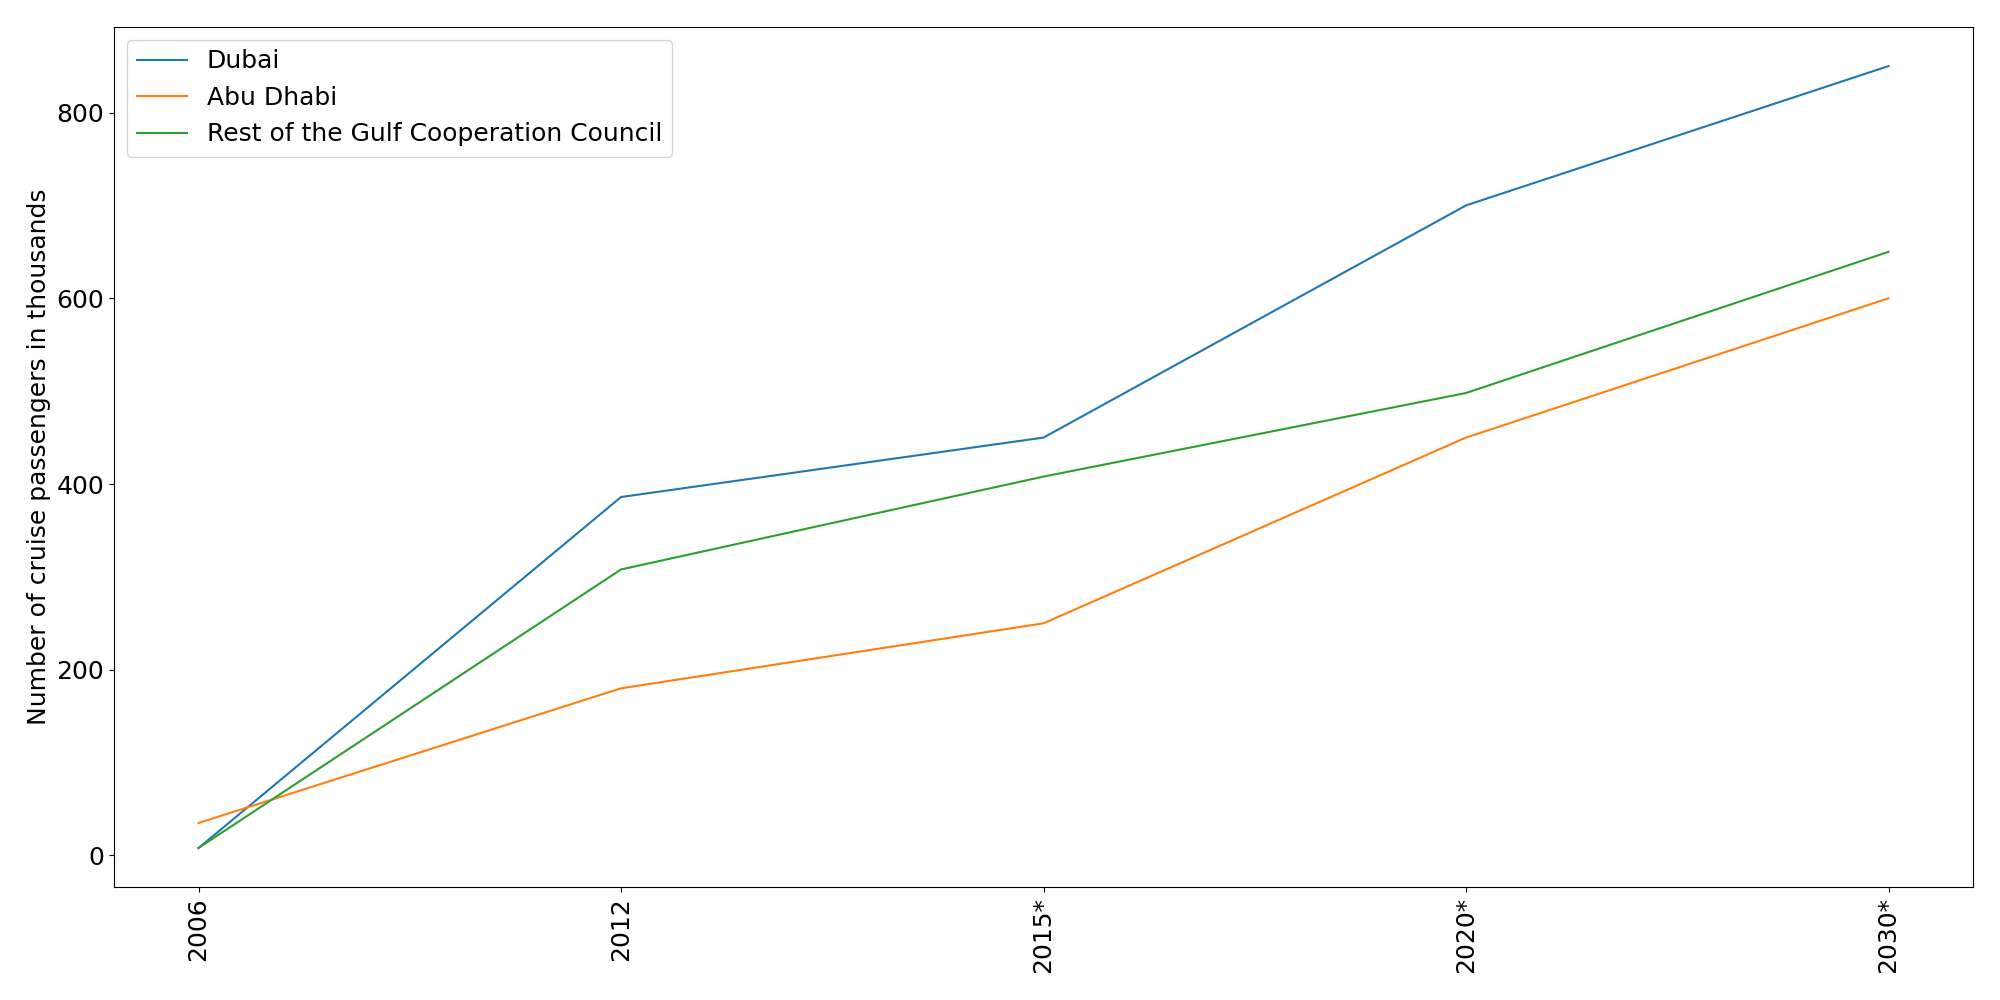 Dubai
Abu Dhabi
Rest of the Gulf Cooperation Council
Number of cruise passengers in thousands
800
600
400
200
0
2006
2012
2015*
2020*
2030*